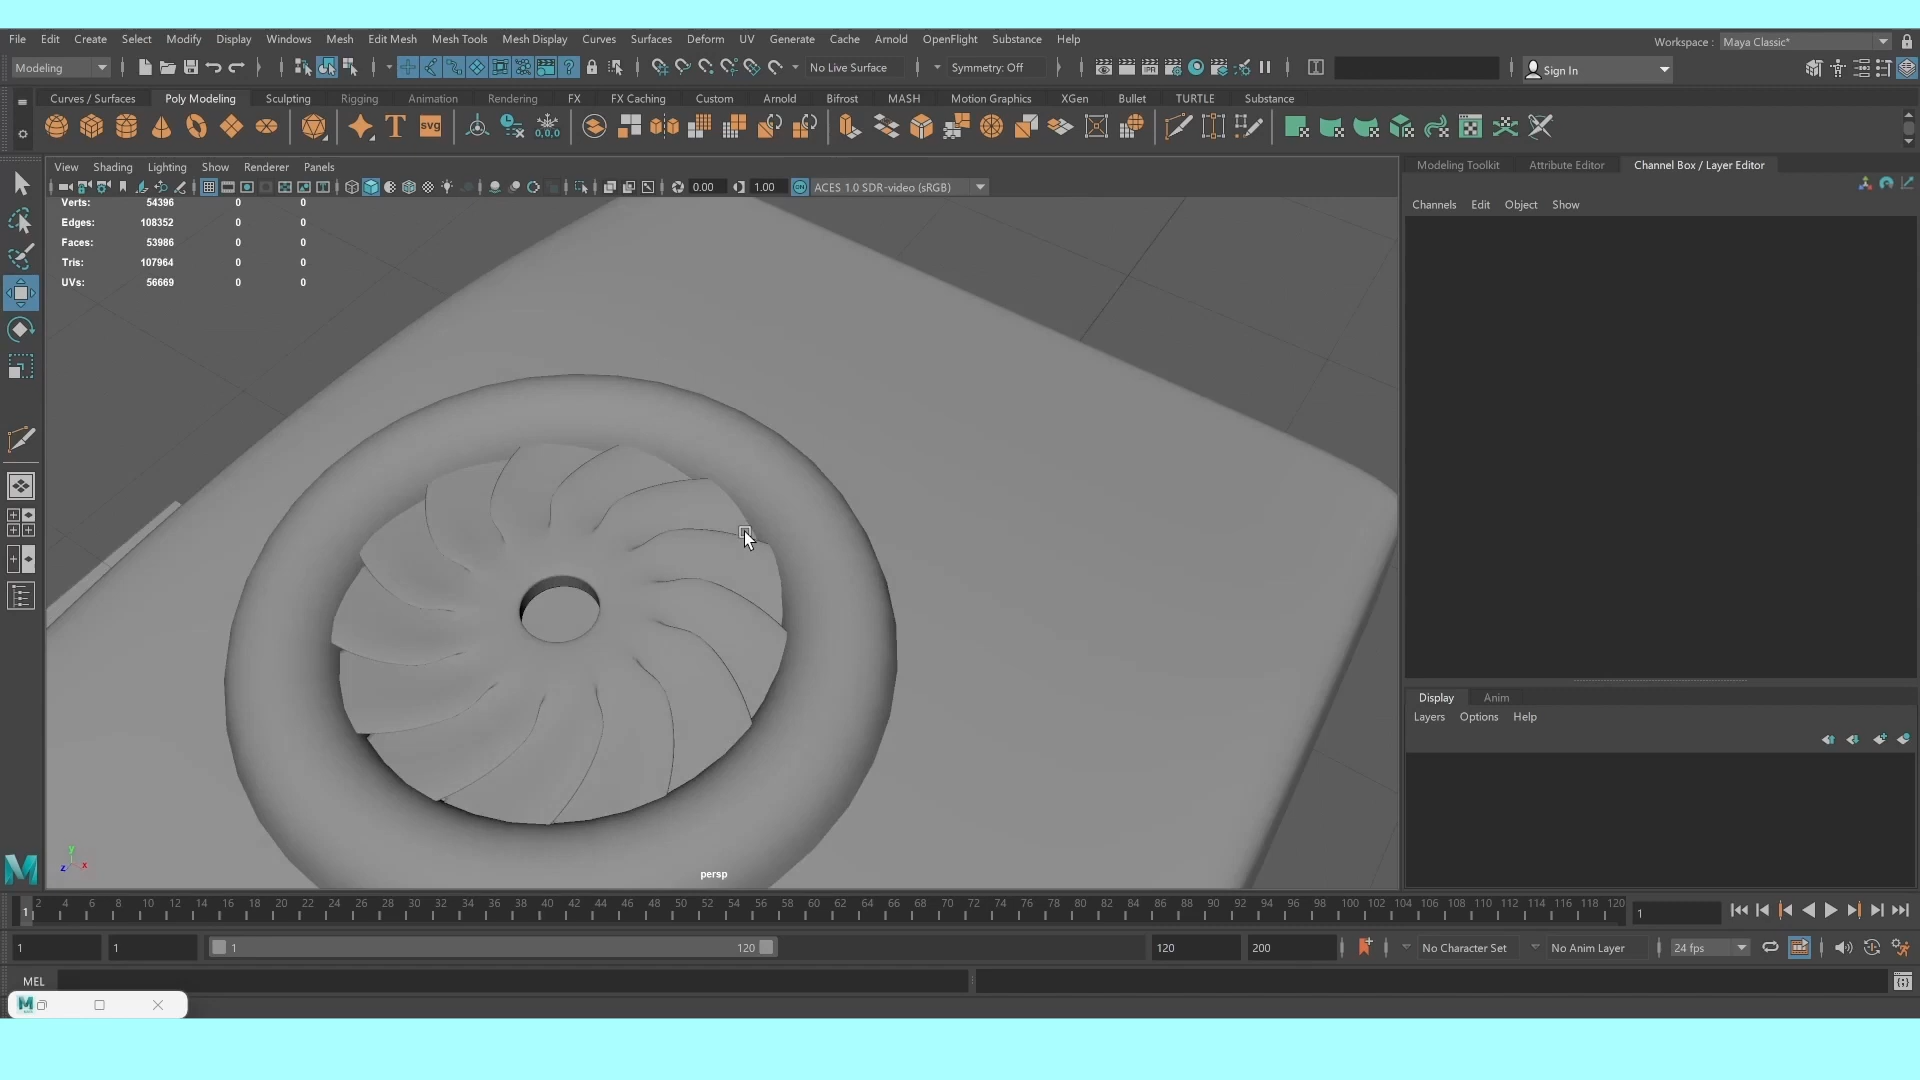 File Edit Create Select Modify Display Windows Mesh Edit Mesh Mesh Tools Mesh Display Curves Surfaces Deform UV Generate Cache Arnold OpenFlight Substance Help
Workspace : Maya Classic*
Modeling
No Live Surface
Symmetry: Off
Sign In
Curves / Surfaces Poly Modeling Sculpting Rigging Animation Rendering FX FX Caching Custom Arnold Bifrost MASH Motion Graphics XGen Bullet TURTLE Substance
T svg 0,0,0
View Shading Lighting Show Renderer Panels
Modeling Toolkit Attribute Editor Channel Box / Layer Editor
0.00 1.00 ON ACES 1.0 SDR-video (sRGB)
Channels Edit Object Show
Verts: 54396 0 0
Edges: 108352 0 0
Faces: 53986 0 0
Tris: 107964 0 0
UVs: 56669 0 0
Display Anim
Layers Options Help
y
z x
persp
M
1 2 4 6 8 10 12 14 16 18 20 22 24 26 28 30 32 34 36 38 40 42 44 46 48 50 52 54 56 58 60 62 64 66 68 70 72 74 76 78 80 82 84 86 88 90 92 94 96 98 100 102 104 106 108 110 112 114 116 118 120
1
1 1 1 120 120 200 No Character Set No Anim Layer 24 fps
MEL
M